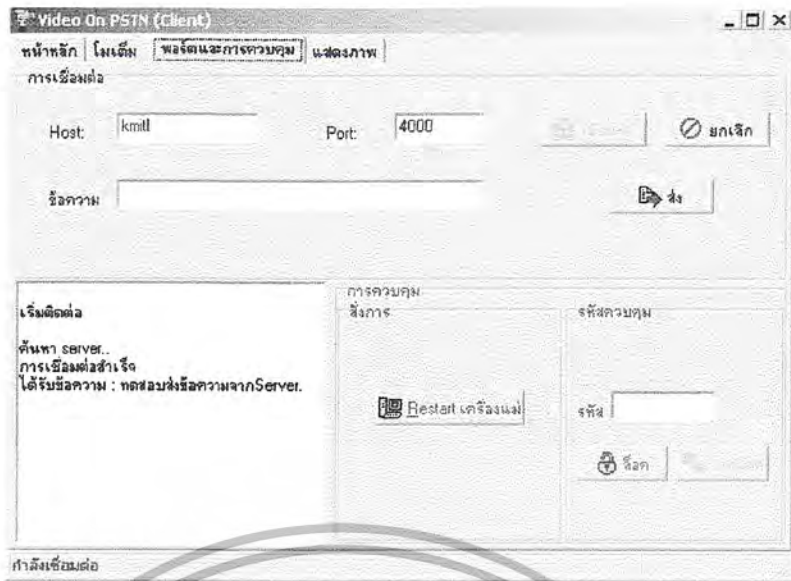 Video On PSTN (Client)
หน้าหลัก โมเด็ม พอร์ตและการควบคุม แสดงภาพ
การเชื่อมต่อ
Host: kmitl Port: 4000 ยกเลิก
ข้อความ ส่ง
เริ่มติดต่อ
ค้นหา server..
การเชื่อมต่อสำเร็จ
ได้รับข้อความ : ทดสอบส่งข้อความจากServer.
การควบคุม
สั่งการ
Restart เครื่องแม่
รหัสควบคุม
รหัส
ล็อค
กำลังเชื่อมต่อ